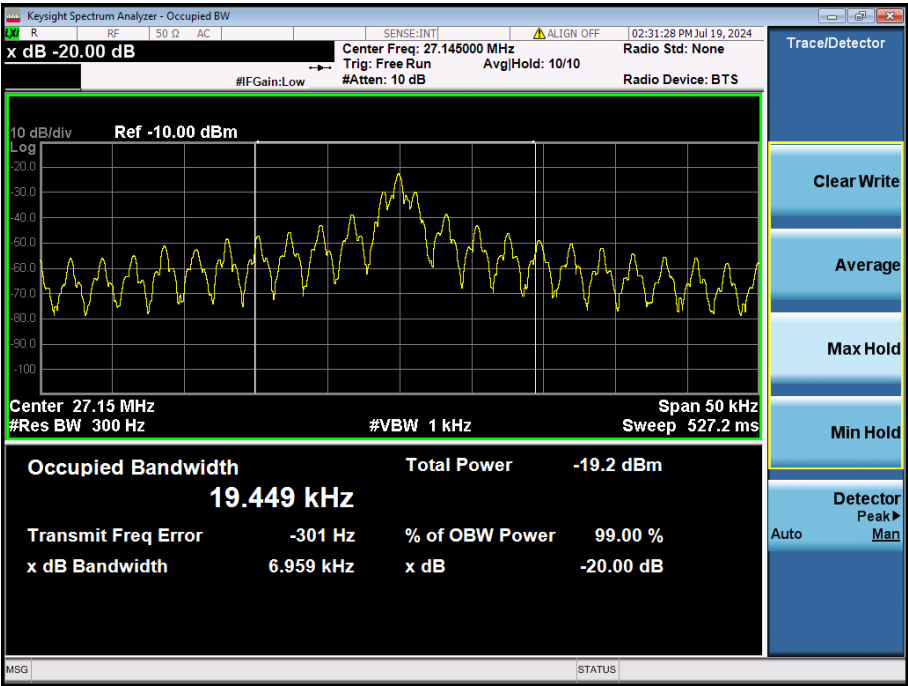 Keysight Spectrum Analyzer - Occupied BW
LXI R RF 50 Ω AC SENSE:INT ALIGN OFF 02:31:28 PM Jul 19, 2024
x dB -20.00 dB
Center Freq: 27.145000 MHz
Radio Std: None
Trig: Free Run Avg|Hold: 10/10
#IFGain:Low #Atten: 10 dB Radio Device: BTS
10 dB/div Ref -10.00 dBm
Log
-20.0
-30.0
-40.0
-50.0
-60.0
-70.0
-80.0
-90.0
-100
Center 27.15 MHz Span 50 kHz
#Res BW 300 Hz #VBW 1 kHz Sweep 527.2 ms
Occupied Bandwidth Total Power -19.2 dBm
19.449 kHz
Transmit Freq Error -301 Hz % of OBW Power 99.00 %
x dB Bandwidth 6.959 kHz x dB -20.00 dB
MSG STATUS
Trace/Detector
Clear Write
Average
Max Hold
Min Hold
Detector
Peak▶
Auto Man